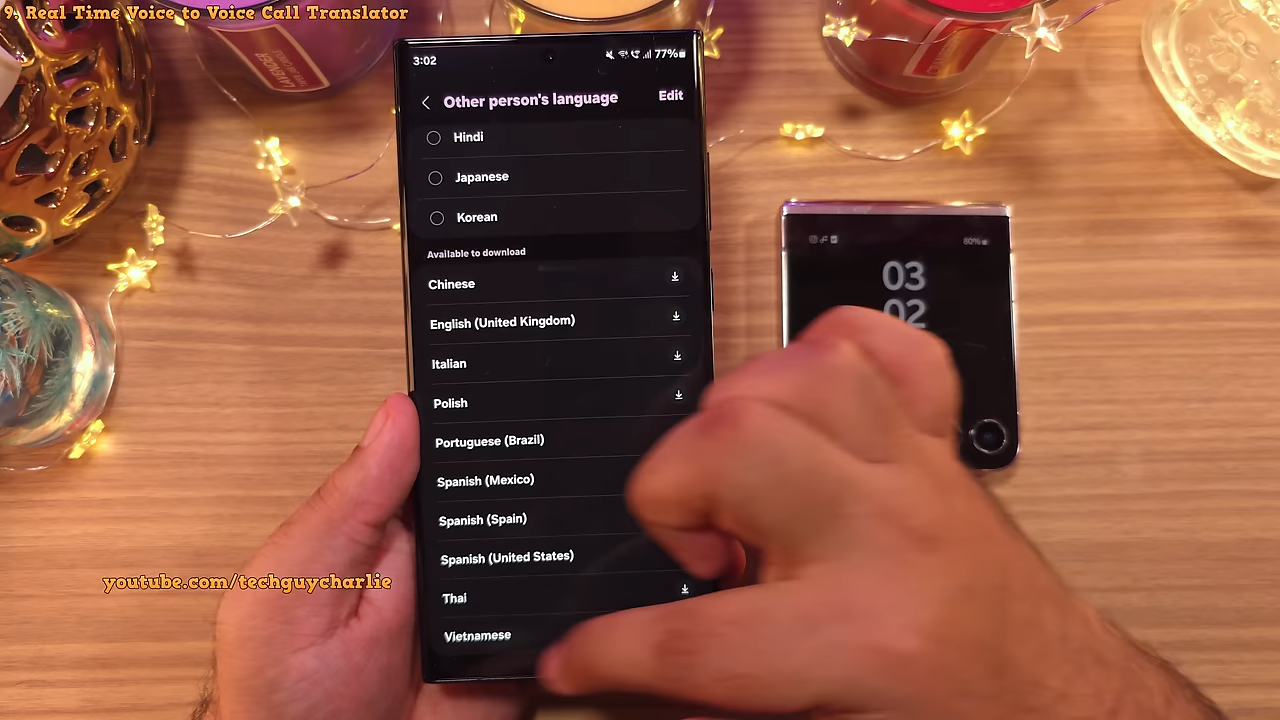 9. Real Time Voice to Voice Call Translator
3:02
77%
Other person's language
Edit
Hindi
Japanese
Korean
Available to download
Chinese
English (United Kingdom)
Italian
Polish
Portuguese (Brazil)
Spanish (Mexico)
Spanish (Spain)
Spanish (United States)
Thai
Vietnamese
80%
03
02
LAVENDER
youtube.com/techguycharlie